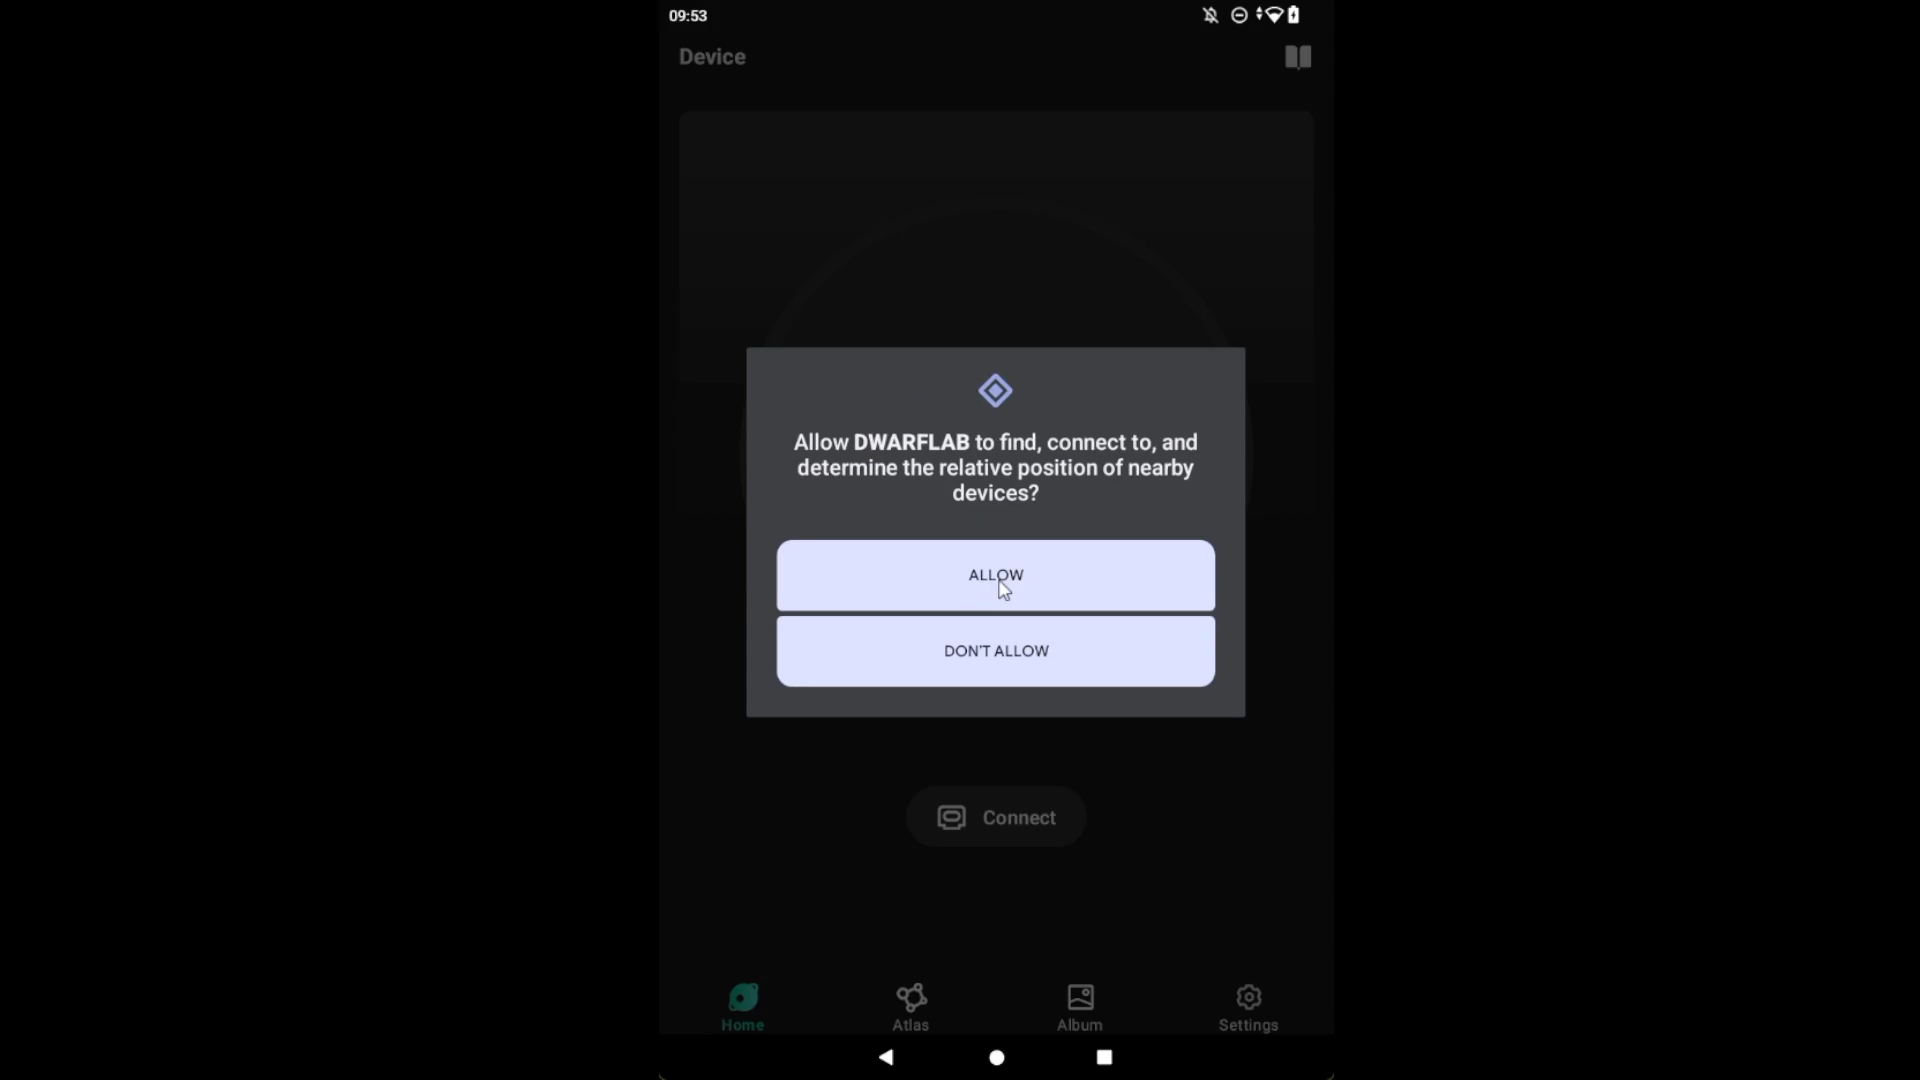 09:53
Device
Allow DWARFLAB to find, connect to, and
determine the relative position of nearby
devices?
ALLOW
DON'T ALLOW
Connect
Home
Atlas
Album
Settings